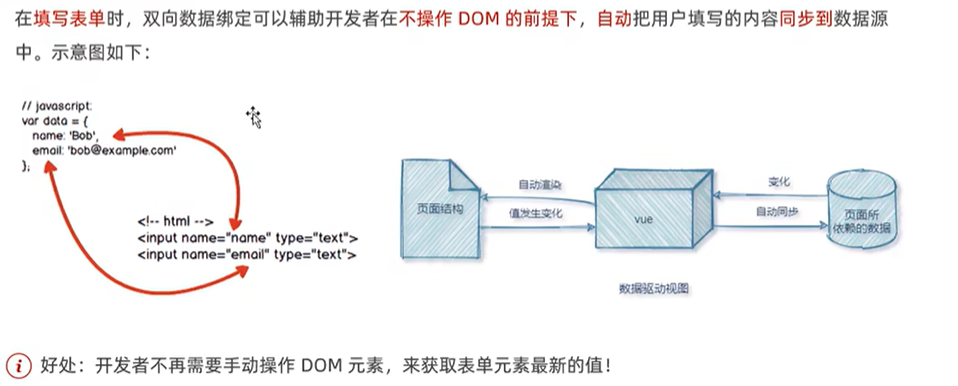 在填写表单时，双向数据绑定可以辅助开发者在不操作 DOM 的前提下，自动把用户填写的内容同步到数据源
中。示意图如下：
// javascript:
var data = {
name: 'Bob',
email: 'bob@example.com'
};
<!-- html -->
<input name="name" type="text">
<input name="email" type="text">
页面结构
自动渲染
值发生变化
vue
变化
自动同步
页面所
依赖的数据
数据驱动视图
好处：开发者不再需要手动操作 DOM 元素，来获取表单元素最新的值！